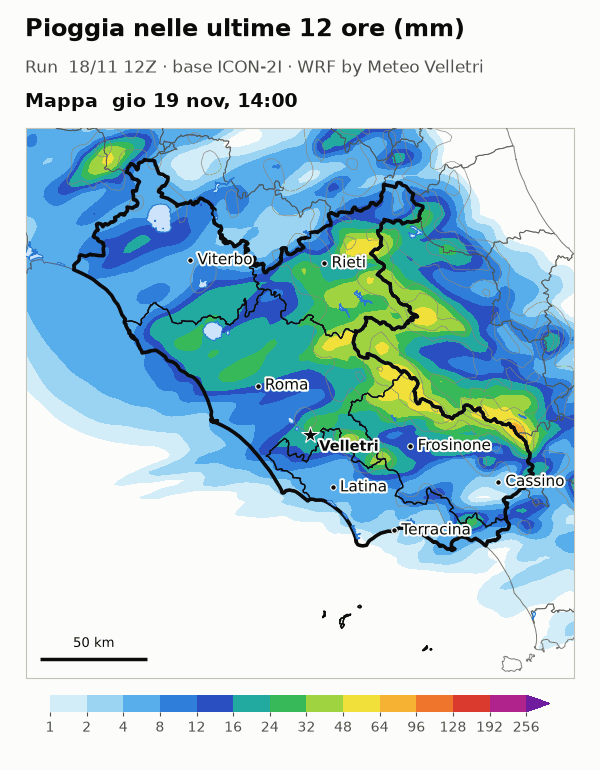 Pioggia nelle ultime 12 ore (mm)
Run  18/11 12Z · base ICON-2I · WRF by Meteo Velletri
Mappa  gio 19 nov, 14:00
Viterbo
Rieti
Roma
Velletri
Frosinone
Latina
Cassino
Terracina
50 km
1 2 4 8 12 16 24 32 48 64 96 128 192 256